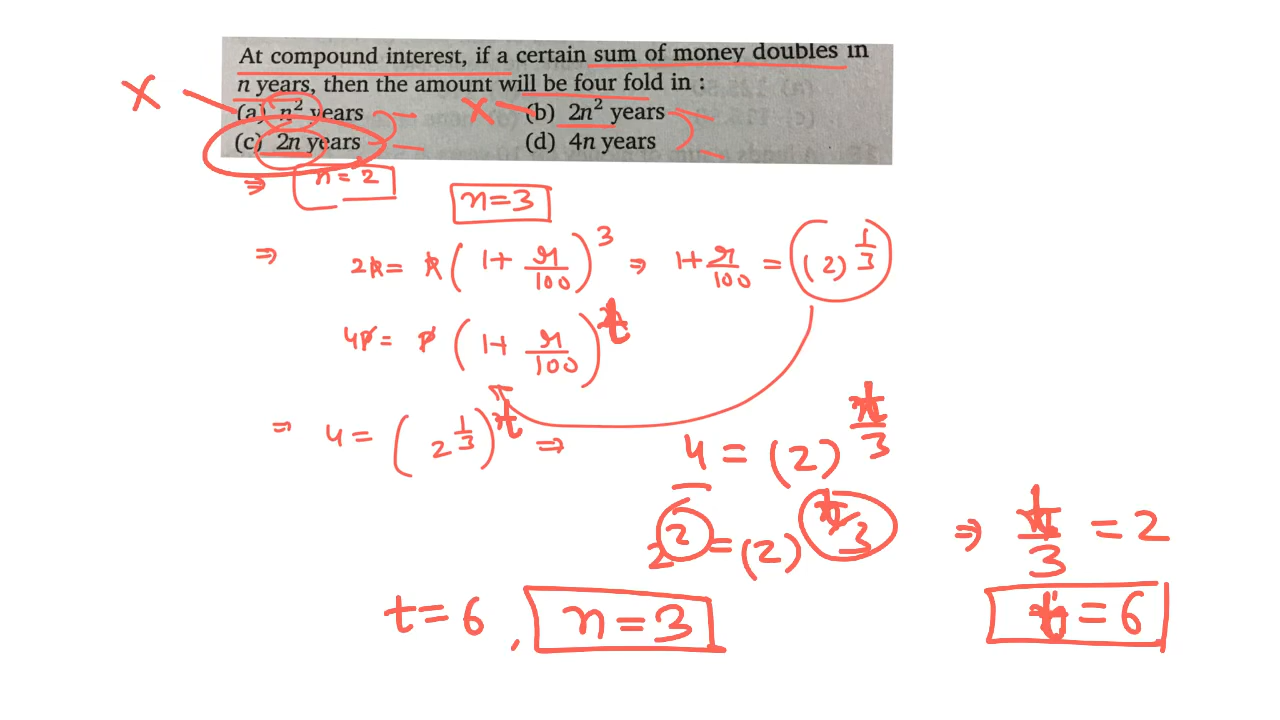 At compound interest, if a certain sum of money doubles in
n years, then the amount will be four fold in :
X (a) n² years X (b) 2n² years
(c) 2n years (d) 4n years
⇒ n = 2
n=3
⇒ 2P = P(1+ r/100)^3 ⇒ 1+ r/100 = (2)^1/3
4P = P(1+ r/100)^t
⇒ 4 = (2^1/3)^t ⇒ 4 = (2)^t/3
2^2 = (2)^t/3 ⇒ t/3 = 2
t=6, n=3 t=6